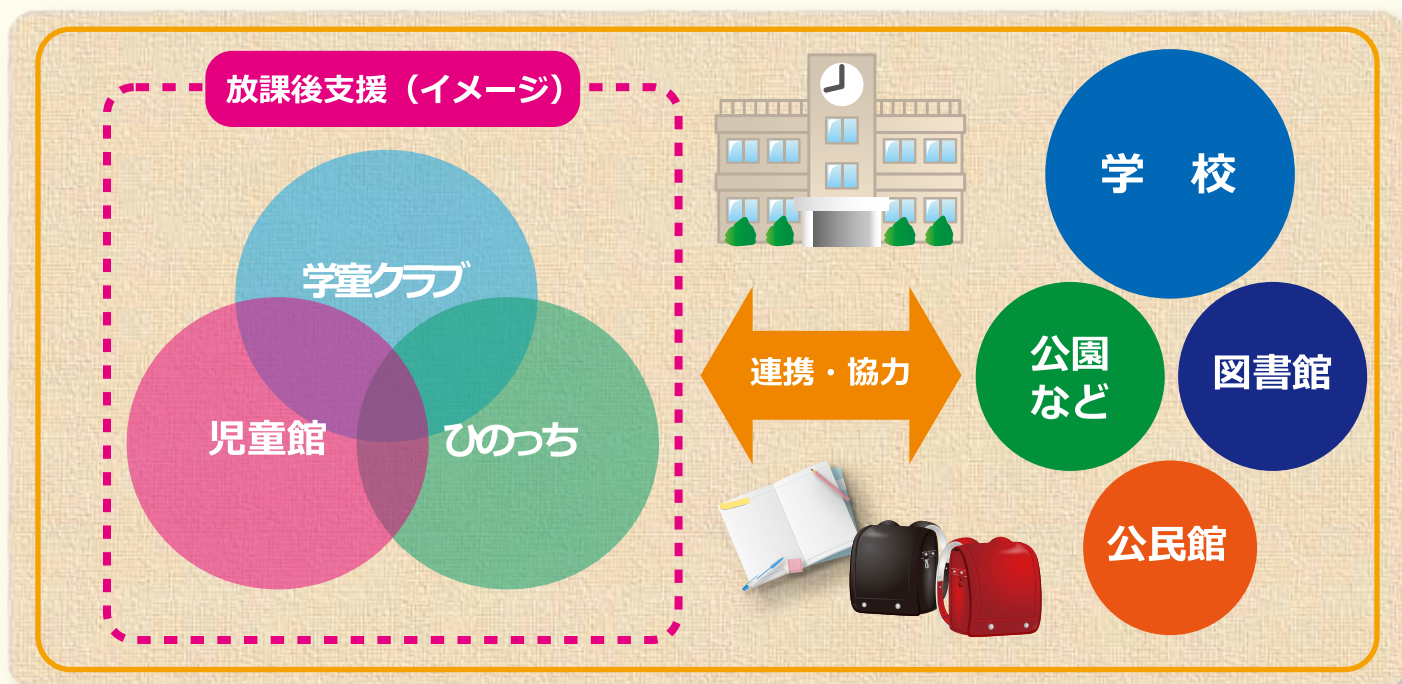 放課後支援（イメージ）
学童クラブ
児童館
ひのっち
連携・協力
学　校
公園
など
図書館
公民館